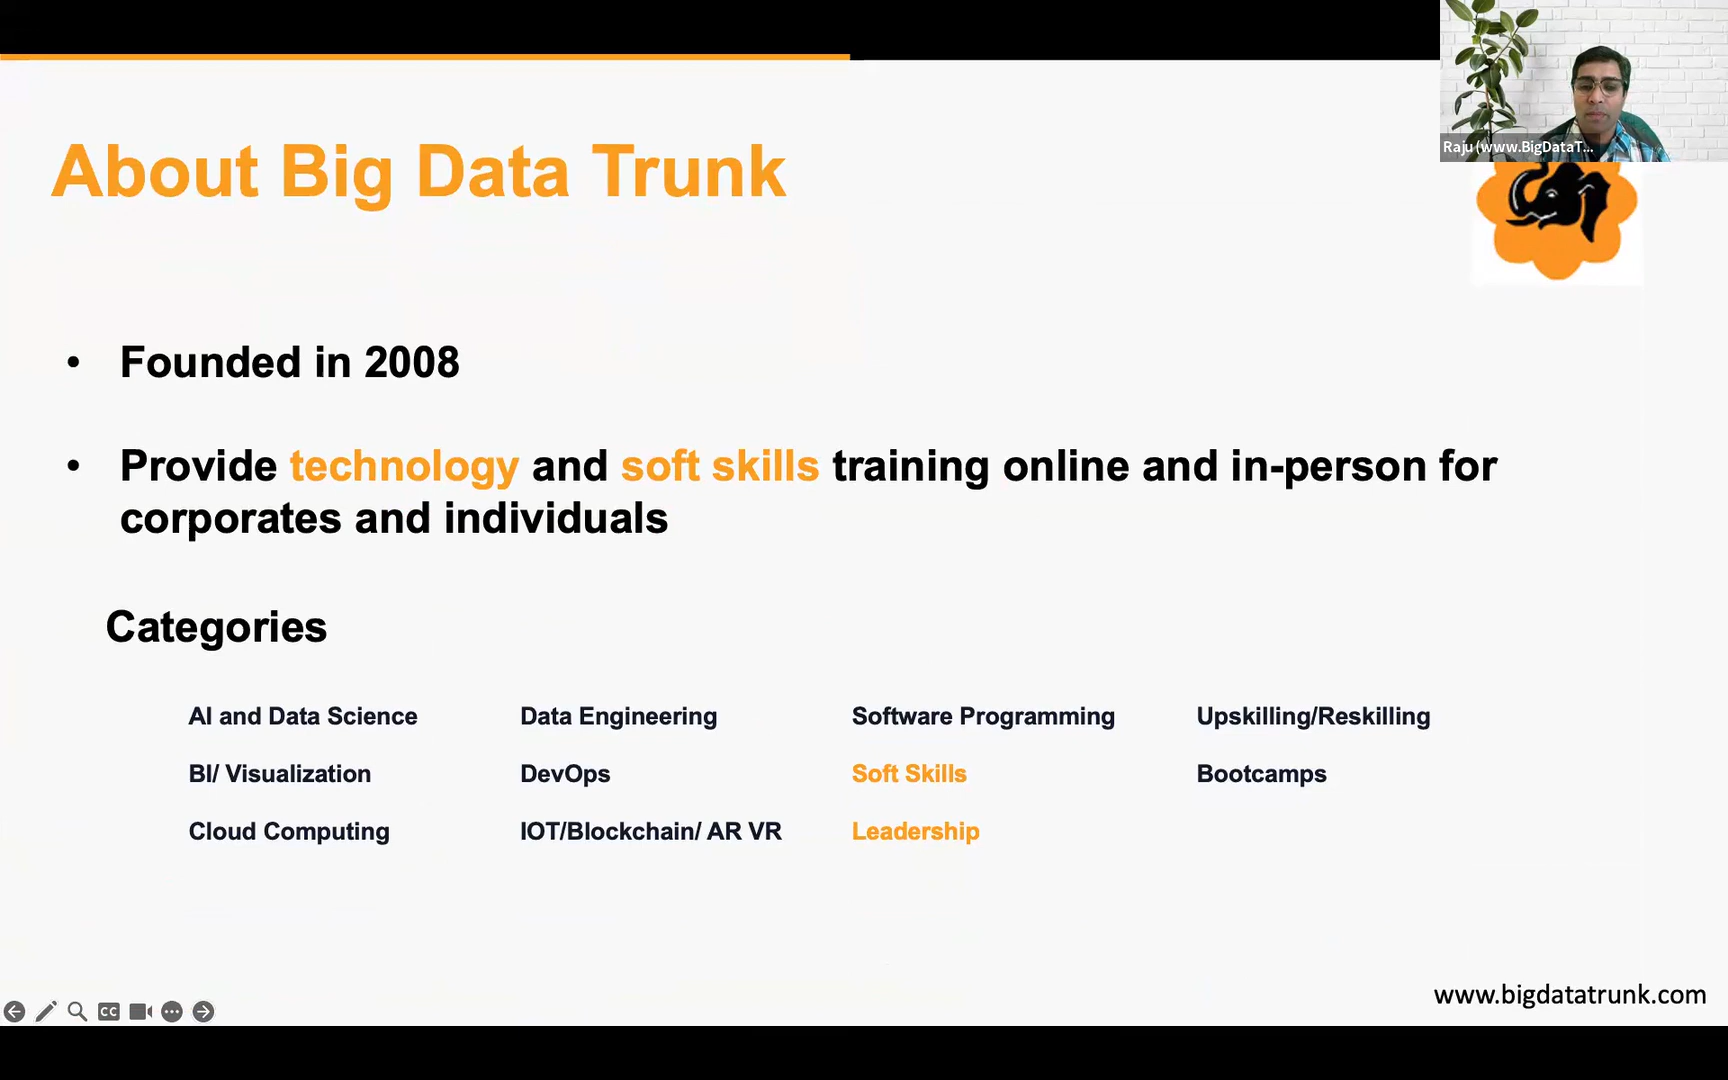 Raju (www.BigDataT...
About Big Data Trunk
• Founded in 2008
• Provide technology and soft skills training online and in-person for
corporates and individuals
Categories
AI and Data Science
BI/ Visualization
Cloud Computing
Data Engineering
DevOps
IOT/Blockchain/ AR VR
Software Programming
Soft Skills
Leadership
Upskilling/Reskilling
Bootcamps
CC
www.bigdatatrunk.com